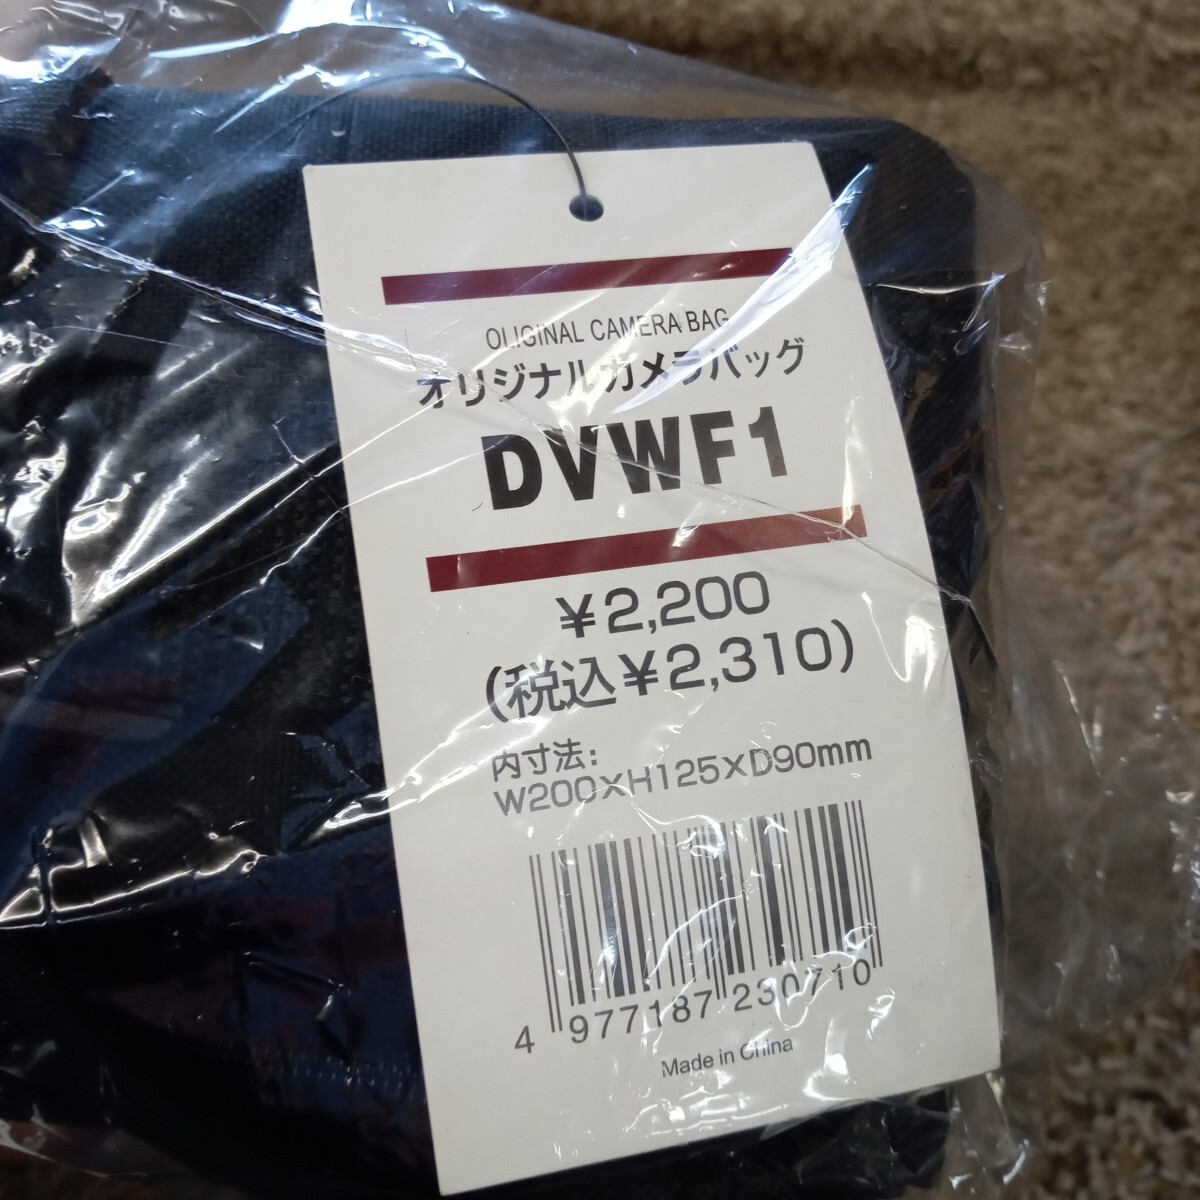 OLIGINAL CAMERA BAG
オリジナルカメラバッグ
DVWF1
¥2,200
(税込¥2,310)
内寸法:
W200×H125×D90mm
4 977187 230710
Made in China